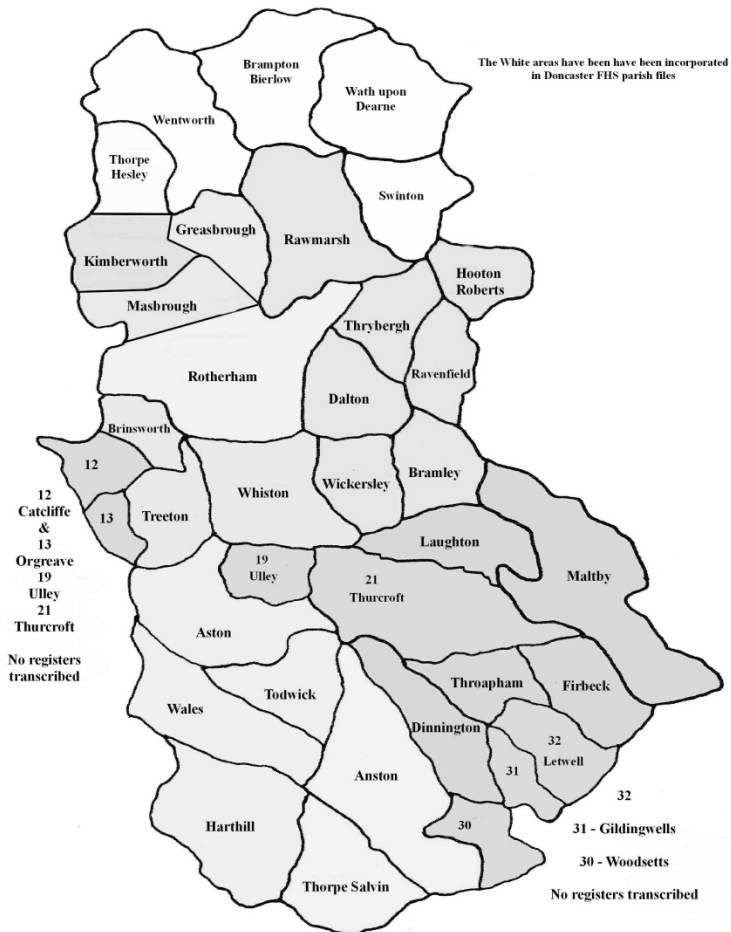 Brampton
Bierlow
The White areas have been have been incorporated
in Doncaster FHS parish files
Wath upon
Dearne
Wentworth
Thorpe
Hesley
Swinton
Greasbrough
Rawmarsh
Kimberworth
Hooton
Roberts
Masbrough
Thrybergh
Ravenfield
Rotherham
Dalton
Brinsworth
12
Bramley
Wickersley
Whiston
13
Treeton
12
Catcliffe
&
13
Orgreave
19
Ulley
21
Thurcroft
No registers
transcribed
Laughton
19
Ulley
21
Thurcroft
Maltby
Aston
Throapham
Firbeck
Todwick
Wales
Dinnington
32
Letwell
31
Anston
32
31 - Gildingwells
30 - Woodsetts
No registers transcribed
Harthill
30
Thorpe Salvin